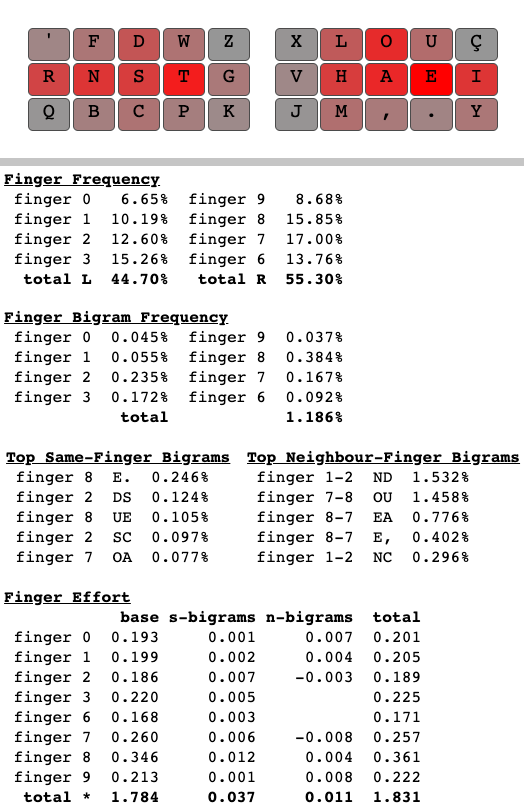 ' F D W Z X L O U Ç
R N S T G V H A E I
Q B C P K J M , . Y
Finger Frequency
finger 0 6.65% finger 9 8.68%
finger 1 10.19% finger 8 15.85%
finger 2 12.60% finger 7 17.00%
finger 3 15.26% finger 6 13.76%
total L 44.70% total R 55.30%
Finger Bigram Frequency
finger 0 0.045% finger 9 0.037%
finger 1 0.055% finger 8 0.384%
finger 2 0.235% finger 7 0.167%
finger 3 0.172% finger 6 0.092%
total 1.186%
Top Same-Finger Bigrams Top Neighbour-Finger Bigrams
finger 8 E. 0.246% finger 1-2 ND 1.532%
finger 2 DS 0.124% finger 7-8 OU 1.458%
finger 8 UE 0.105% finger 8-7 EA 0.776%
finger 2 SC 0.097% finger 8-7 E, 0.402%
finger 7 OA 0.077% finger 1-2 NC 0.296%
Finger Effort
base s-bigrams n-bigrams total
finger 0 0.193 0.001 0.007 0.201
finger 1 0.199 0.002 0.004 0.205
finger 2 0.186 0.007 -0.003 0.189
finger 3 0.220 0.005 0.225
finger 6 0.168 0.003 0.171
finger 7 0.260 0.006 -0.008 0.257
finger 8 0.346 0.012 0.004 0.361
finger 9 0.213 0.001 0.008 0.222
total * 1.784 0.037 0.011 1.831